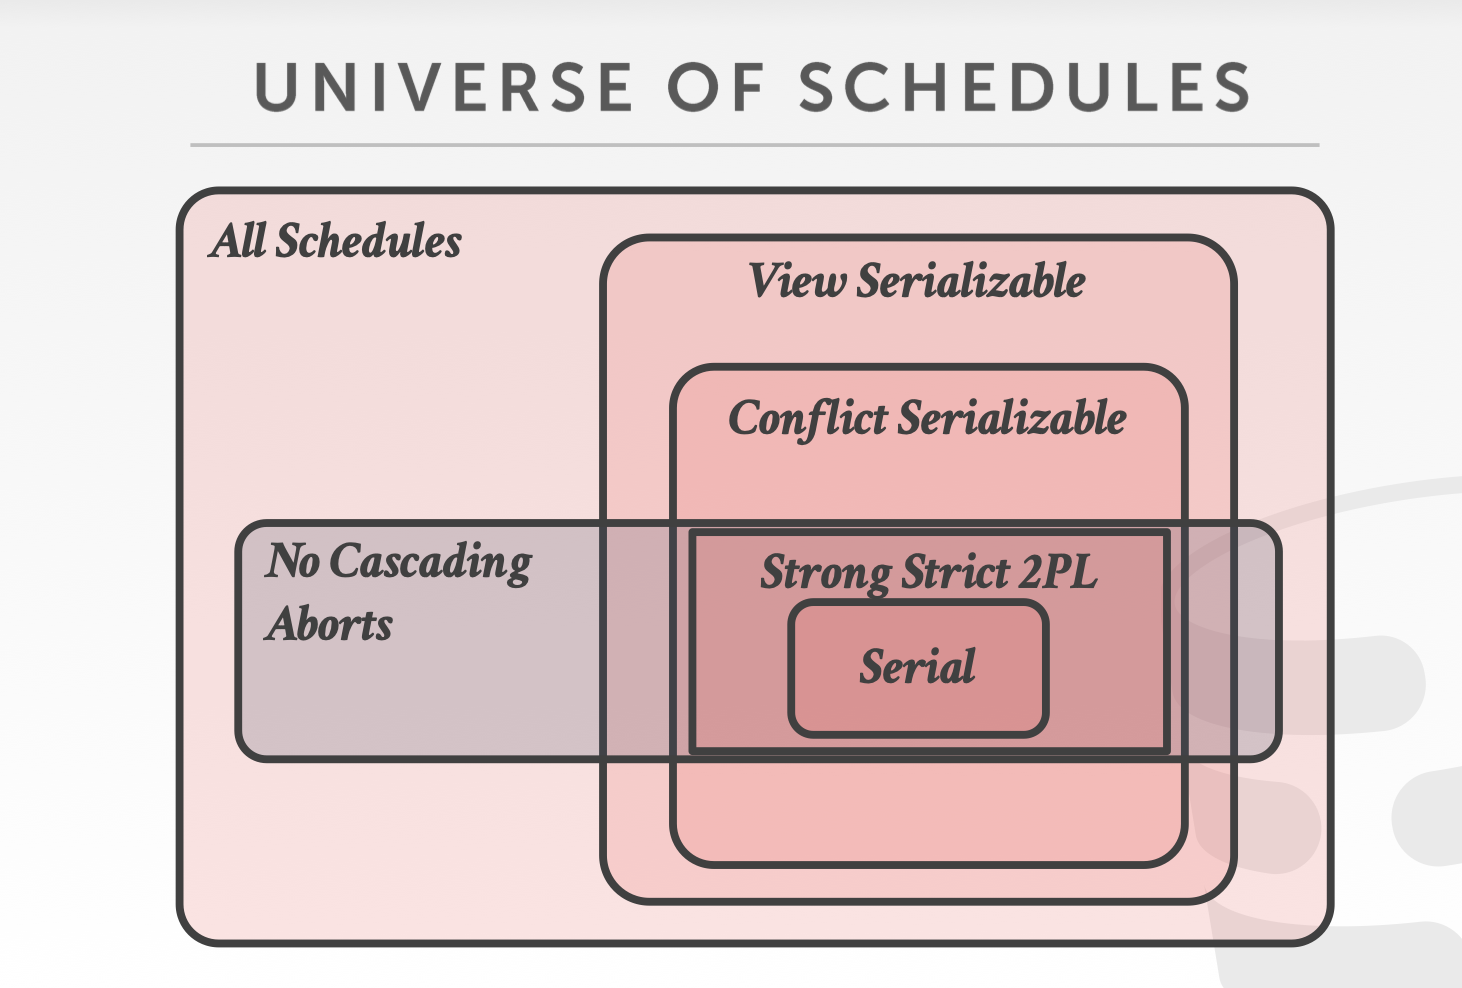 UNIVERSE OF SCHEDULES
All Schedules
View Serializable
Conflict Serializable
No Cascading
Aborts
Strong Strict 2PL
Serial